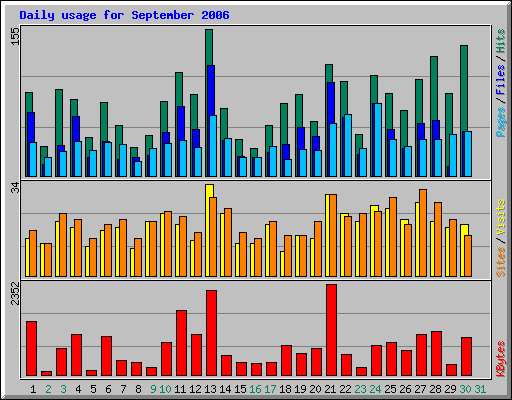 Daily usage for September 2006
155
Pages / Files / Hits
34
Sites / Visits
2352
KBytes
1 2 3 4 5 6 7 8 9 10 11 12 13 14 15 16 17 18 19 20 21 22 23 24 25 26 27 28 29 30 31